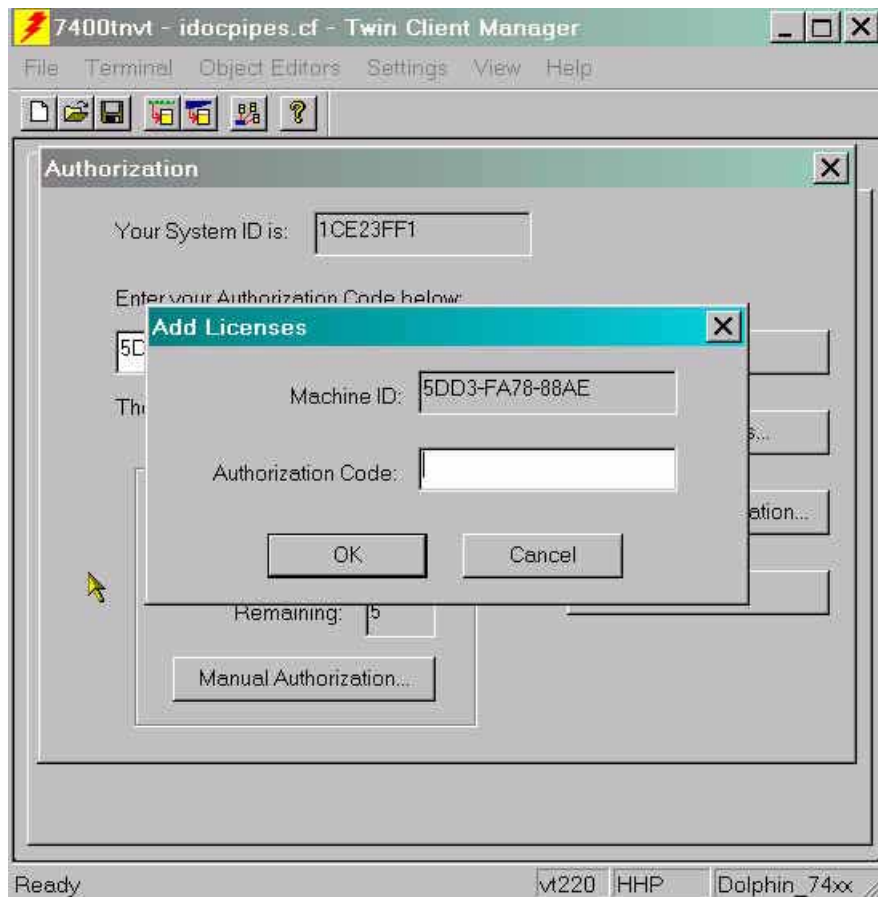 7400tnvt - idocpipes.cf - Twin Client Manager
File Terminal Object Editors Settings View Help
Authorization
Your System ID is: 1CE23FF1
Enter your Authorization Code below:
5D
Add Licenses
Machine ID: 5DD3-FA78-88AE
Th
s...
Authorization Code:
ation...
OK Cancel
Remaining: 5
Manual Authorization...
Ready vt220 HHP Dolphin_74xx